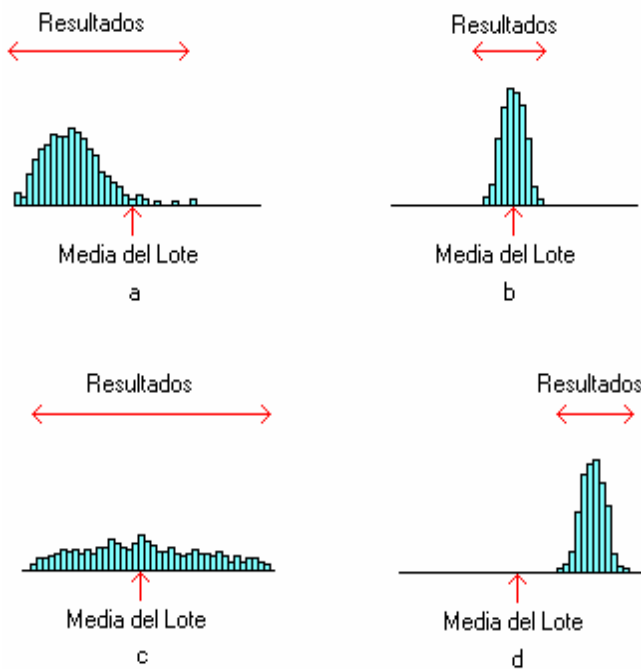 Resultados
Media del Lote
a
Resultados
Media del Lote
b
Resultados
Media del Lote
c
Resultados
Media del Lote
d